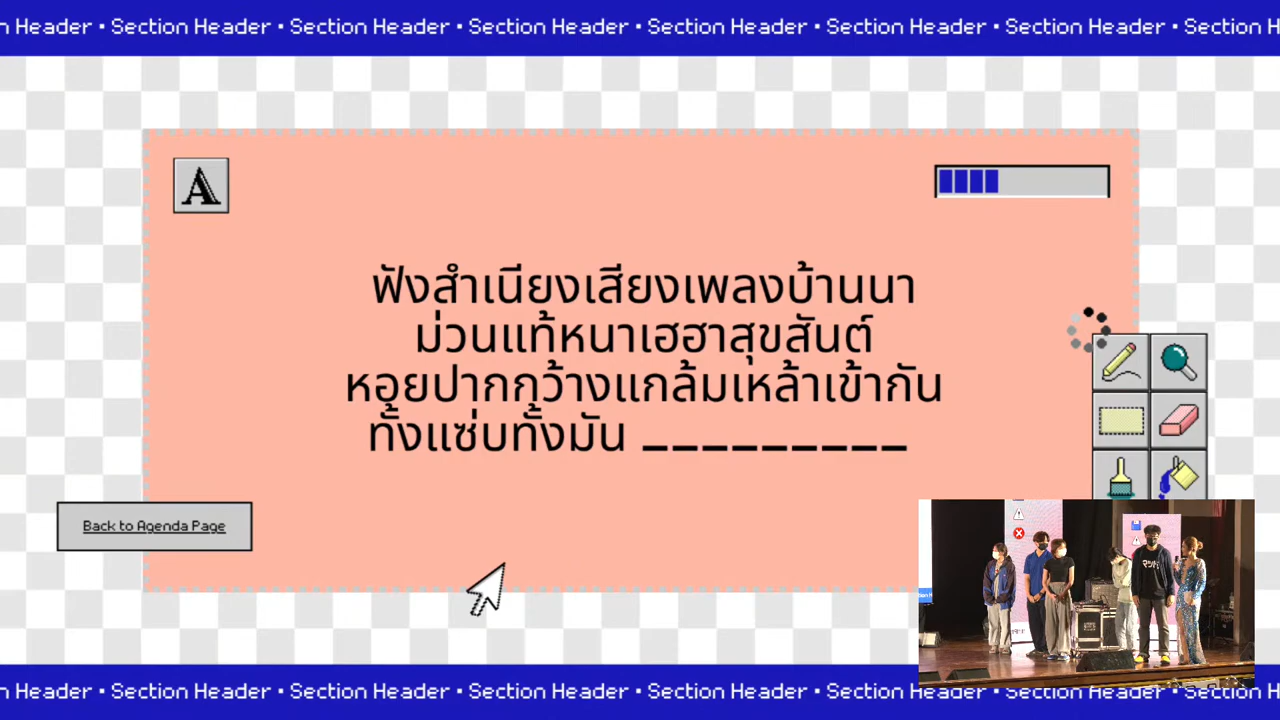 n Header • Section Header • Section Header • Section Header • Section Header • Section Header • Section Header • Section H
A
ฟังสำเนียงเสียงเพลงบ้านนา
ม่วนแท้หนาเฮฮาสุขสันต์
หอยปากกว้างแกล้มเหล้าเข้ากัน
ทั้งแซ่บทั้งมัน _________
Back to Agenda Page
n Header • Section Header • Section Header • Section Header • Section Header • Section Header • Section Header • Section H